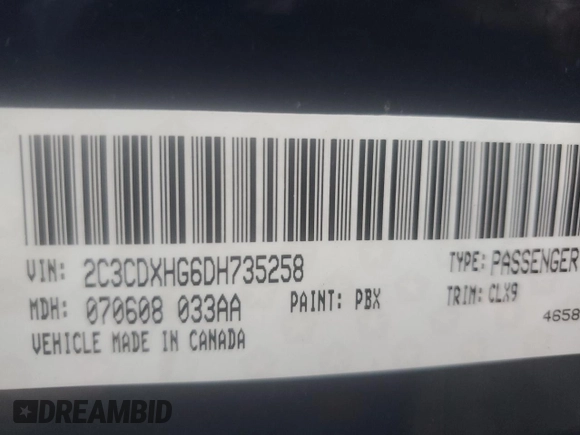 VIN: 2C3CDXHG6DH735258 TYPE: PASSENGER
MDH: 070608 033AA PAINT: PBX TRIM: CLX9
VEHICLE MADE IN CANADA 4658
DREAMBID